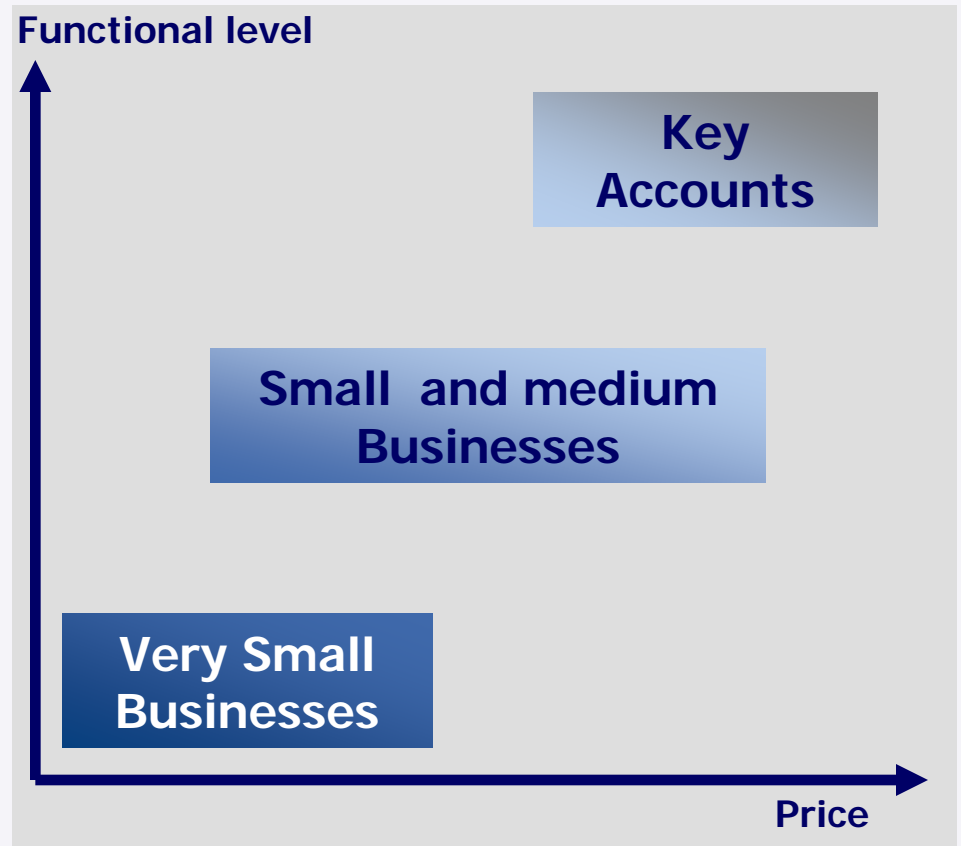 Functional level
Key
Accounts
Small and medium
Businesses
Very Small
Businesses
Price